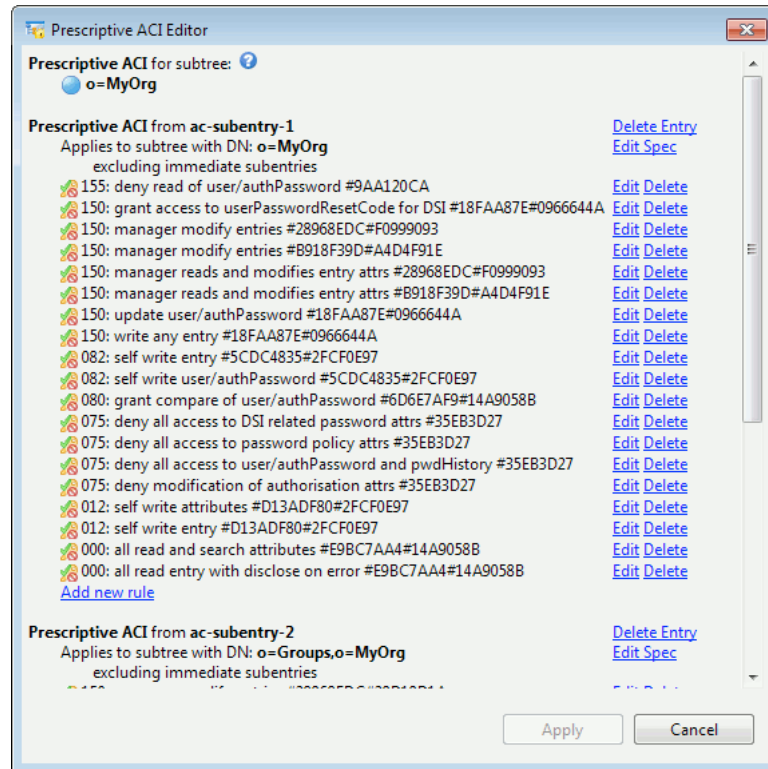 Prescriptive ACI Editor
Prescriptive ACI for subtree:
o=MyOrg
Prescriptive ACI from ac-subentry-1 Delete Entry
Applies to subtree with DN: o=MyOrg Edit Spec
excluding immediate subentries
155: deny read of user/authPassword #9AA120CA Edit Delete
150: grant access to userPasswordResetCode for DSI #18FAA87E#0966644A Edit Delete
150: manager modify entries #28968EDC#F0999093 Edit Delete
150: manager modify entries #B918F39D#A4D4F91E Edit Delete
150: manager reads and modifies entry attrs #28968EDC#F0999093 Edit Delete
150: manager reads and modifies entry attrs #B918F39D#A4D4F91E Edit Delete
150: update user/authPassword #18FAA87E#0966644A Edit Delete
150: write any entry #18FAA87E#0966644A Edit Delete
082: self write entry #5CDC4835#2FCF0E97 Edit Delete
082: self write user/authPassword #5CDC4835#2FCF0E97 Edit Delete
080: grant compare of user/authPassword #6D6E7AF9#14A9058B Edit Delete
075: deny all access to DSI related password attrs #35EB3D27 Edit Delete
075: deny all access to password policy attrs #35EB3D27 Edit Delete
075: deny all access to user/authPassword and pwdHistory #35EB3D27 Edit Delete
075: deny modification of authorisation attrs #35EB3D27 Edit Delete
012: self write attributes #D13ADF80#2FCF0E97 Edit Delete
012: self write entry #D13ADF80#2FCF0E97 Edit Delete
000: all read and search attributes #E9BC7AA4#14A9058B Edit Delete
000: all read entry with disclose on error #E9BC7AA4#14A9058B Edit Delete
Add new rule
Prescriptive ACI from ac-subentry-2 Delete Entry
Applies to subtree with DN: o=Groups,o=MyOrg Edit Spec
excluding immediate subentries
Apply Cancel